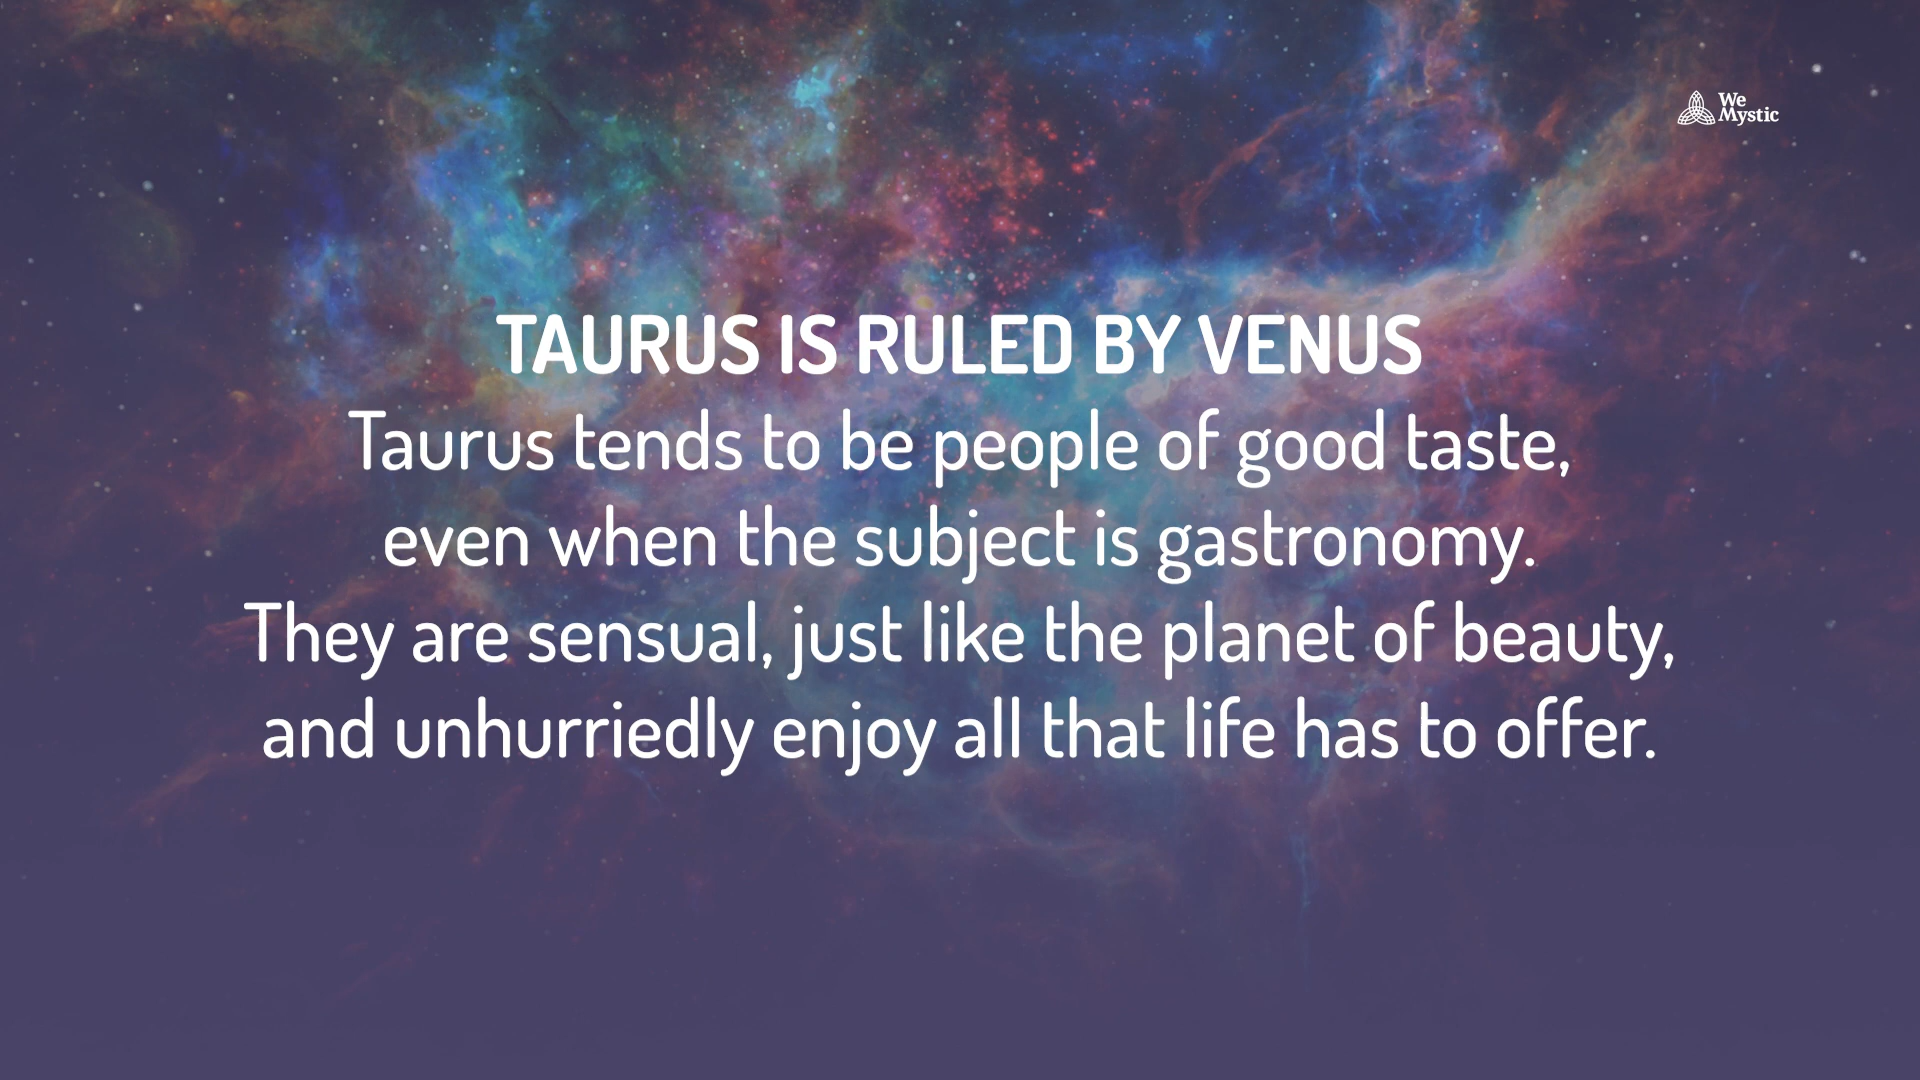 We
Mystic
TAURUS IS RULED BY VENUS
Taurus tends to be people of good taste,
even when the subject is gastronomy.
They are sensual, just like the planet of beauty,
and unhurriedly enjoy all that life has to offer.